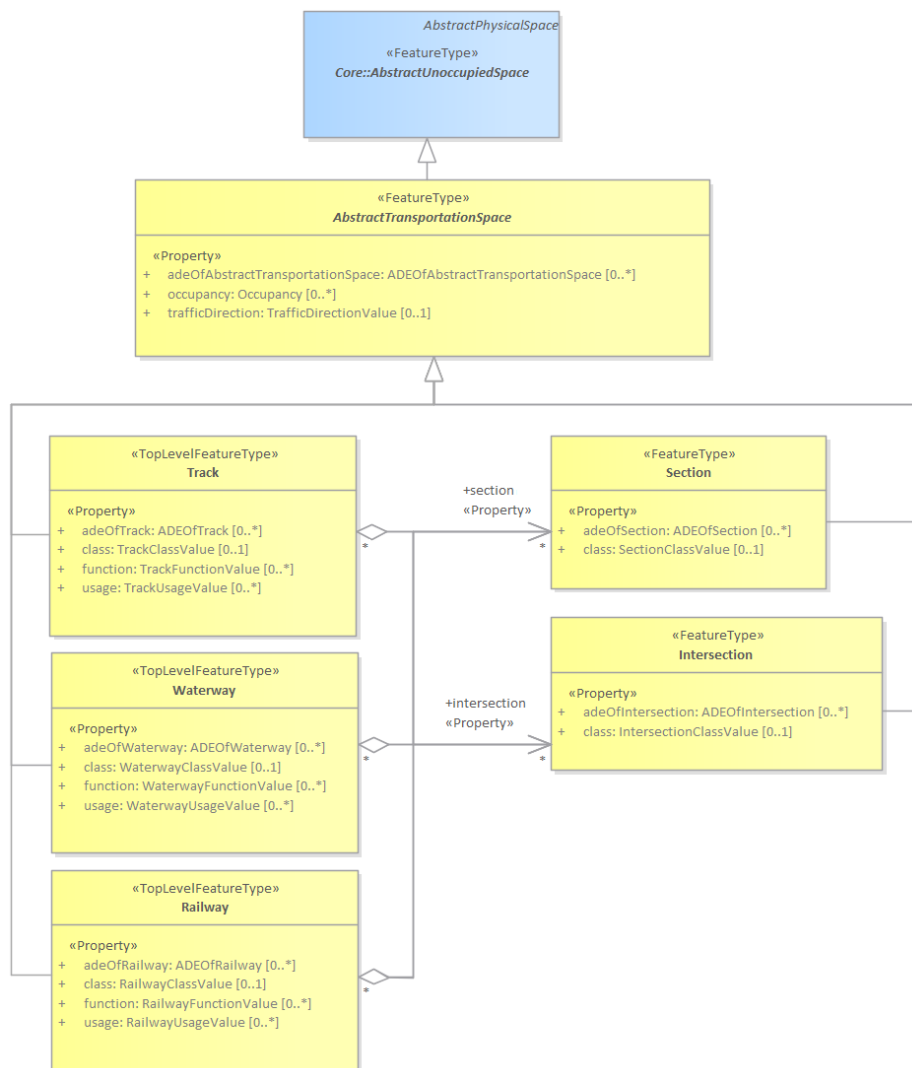 AbstractPhysicalSpace
«FeatureType»
Core::AbstractUnoccupiedSpace
«FeatureType»
AbstractTransportationSpace
«Property»
+ adeOfAbstractTransportationSpace: ADEOfAbstractTransportationSpace [0..*]
+ occupancy: Occupancy [0..*]
+ trafficDirection: TrafficDirectionValue [0..1]
«TopLevelFeatureType»
Track
«Property»
+ adeOfTrack: ADEOfTrack [0..*]
+ class: TrackClassValue [0..1]
+ function: TrackFunctionValue [0..*]
+ usage: TrackUsageValue [0..*]
*
+section
«Property»
*
«FeatureType»
Section
«Property»
+ adeOfSection: ADEOfSection [0..*]
+ class: SectionClassValue [0..1]
«TopLevelFeatureType»
Waterway
«Property»
+ adeOfWaterway: ADEOfWaterway [0..*]
+ class: WaterwayClassValue [0..1]
+ function: WaterwayFunctionValue [0..*]
+ usage: WaterwayUsageValue [0..*]
*
+intersection
«Property»
*
«FeatureType»
Intersection
«Property»
+ adeOfIntersection: ADEOfIntersection [0..*]
+ class: IntersectionClassValue [0..1]
«TopLevelFeatureType»
Railway
«Property»
+ adeOfRailway: ADEOfRailway [0..*]
+ class: RailwayClassValue [0..1]
+ function: RailwayFunctionValue [0..*]
+ usage: RailwayUsageValue [0..*]
*